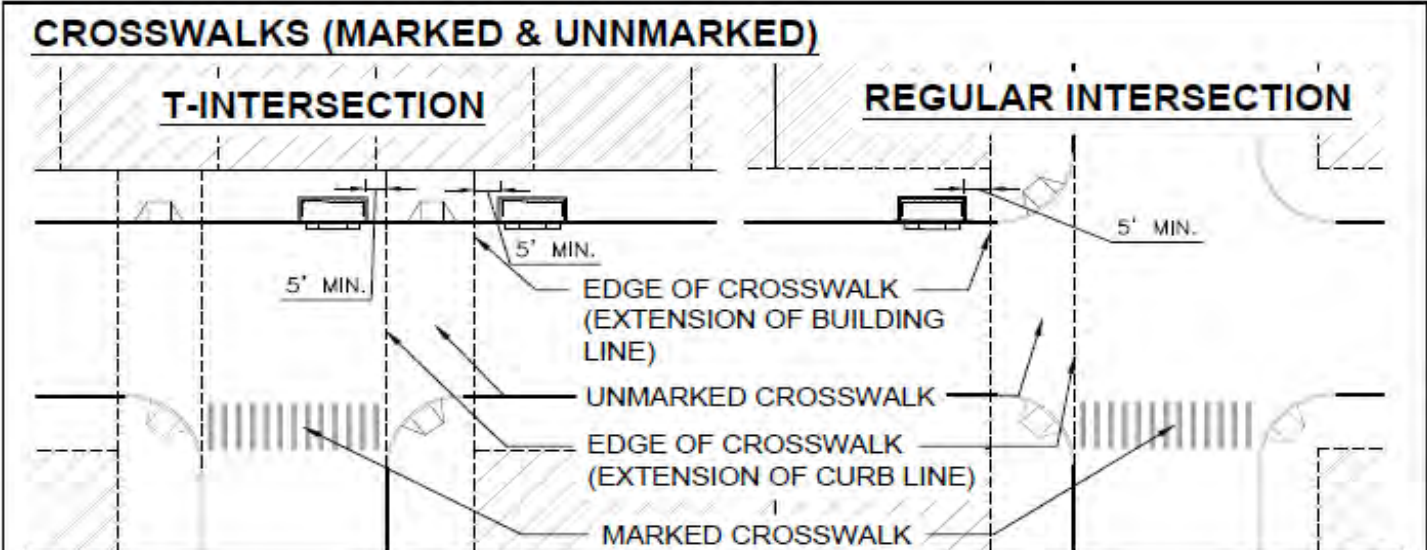 CROSSWALKS (MARKED & UNNMARKED)
T-INTERSECTION
REGULAR INTERSECTION
5' MIN.
5' MIN.
5' MIN.
EDGE OF CROSSWALK
(EXTENSION OF BUILDING
LINE)
UNMARKED CROSSWALK
EDGE OF CROSSWALK
(EXTENSION OF CURB LINE)
MARKED CROSSWALK